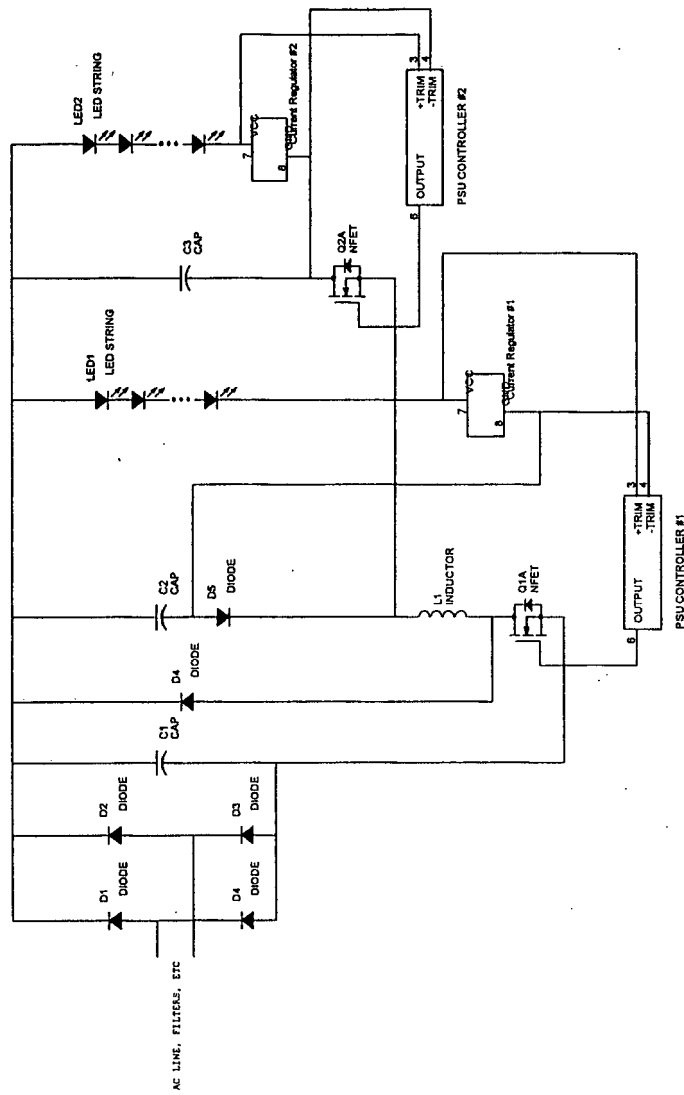 AC LINE, FILTERS, ETC
D1
DIODE
D4
DIODE
D2
DIODE
D3
DIODE
C1
CAP
D4
DIODE
C2
CAP
D5
DIODE
L1
INDUCTOR
Q1A
NFET
6
OUTPUT
+TRIM
-TRIM
3
4
PSU CONTROLLER #1
LED1
LED STRING
7
VCC
8
GND
Current Regulator #1
C3
CAP
Q2A
NFET
6
OUTPUT
+TRIM
-TRIM
3
4
PSU CONTROLLER #2
LED2
LED STRING
7
VCC
8
GND
Current Regulator #2